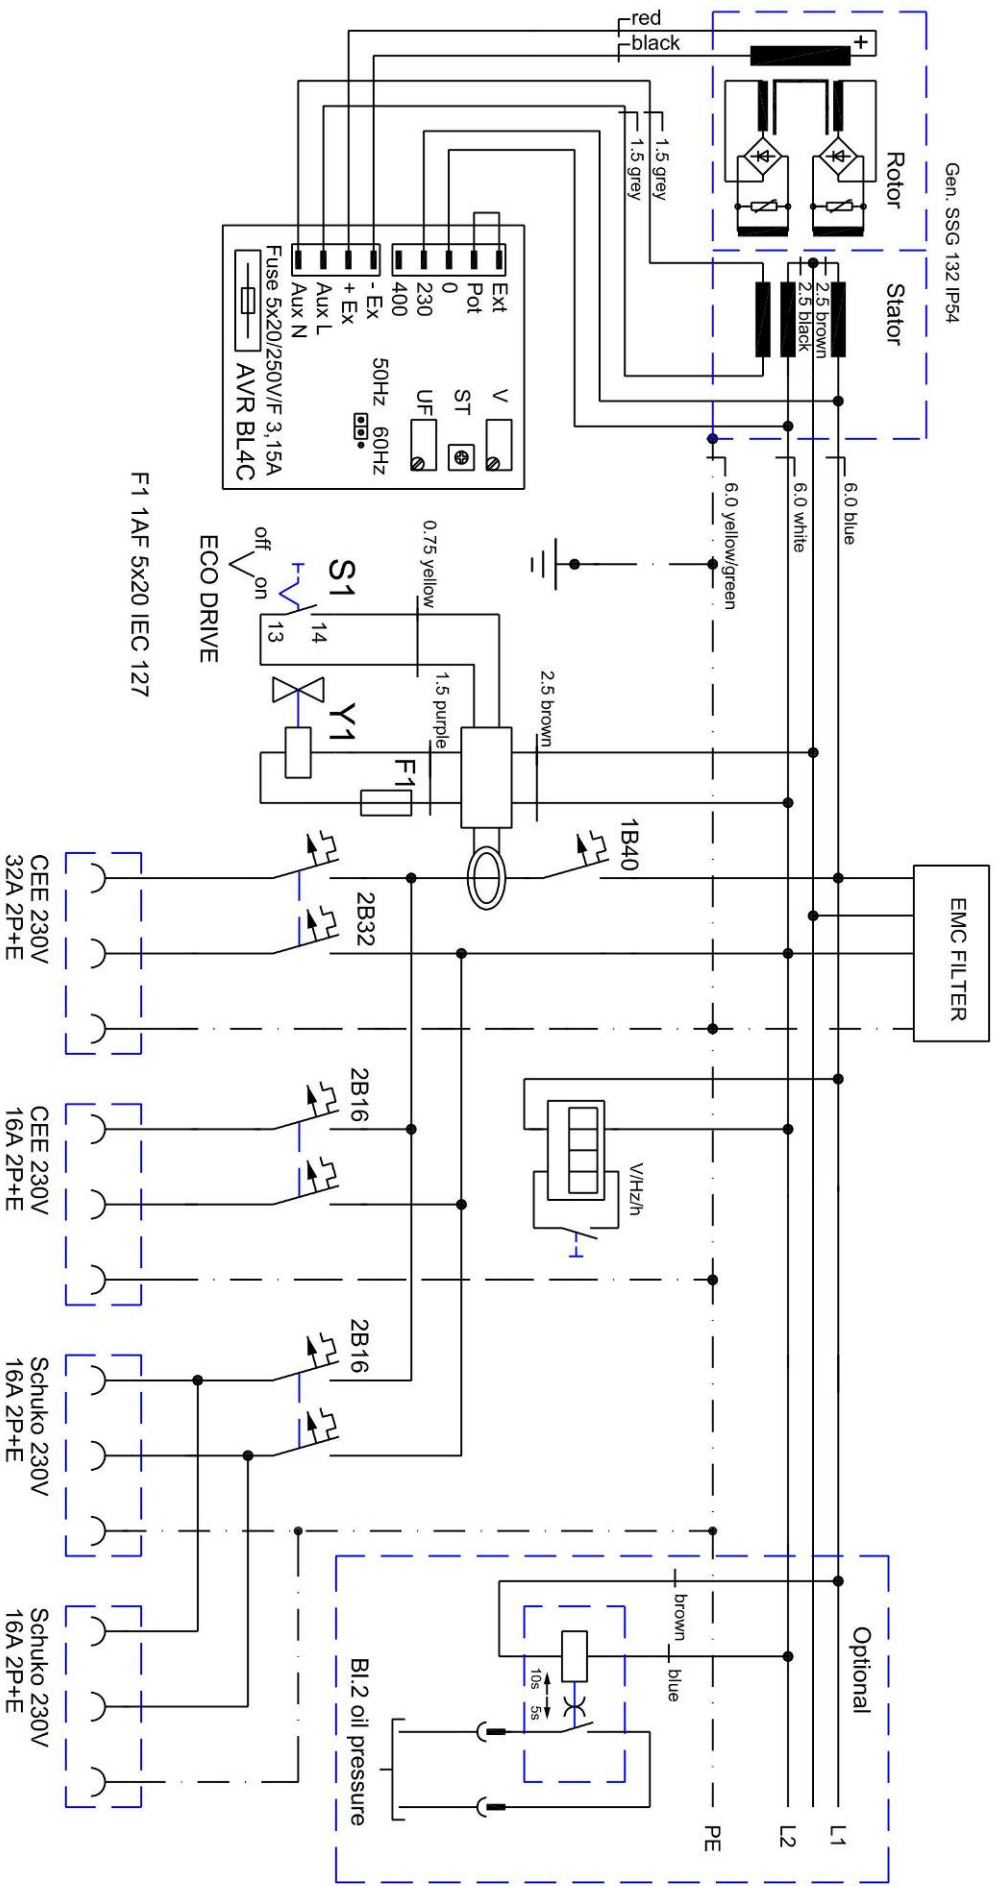 Gen. SSG 132 IP54
Rotor
Stator
red
black
+
1.5 grey
1.5 grey
2.5 brown
2.5 black
6.0 blue
6.0 white
6.0 yellow/green
Ext
Pot
0
230
400
- Ex
+ Ex
Aux L
Aux N
V
ST
UF
50Hz 60Hz
Fuse 5x20/250V/F 3,15A
AVR BL4C
F1 1AF 5x20 IEC 127
0.75 yellow
S1
14
13
off
on
ECO DRIVE
2.5 brown
1.5 purple
Y1
F1
1B40
EMC FILTER
2B32
CEE 230V
32A 2P+E
V/Hz/h
2B16
CEE 230V
16A 2P+E
2B16
Schuko 230V
16A 2P+E
Schuko 230V
16A 2P+E
Optional
brown
blue
10s
5s
BI.2 oil pressure
L1
L2
PE